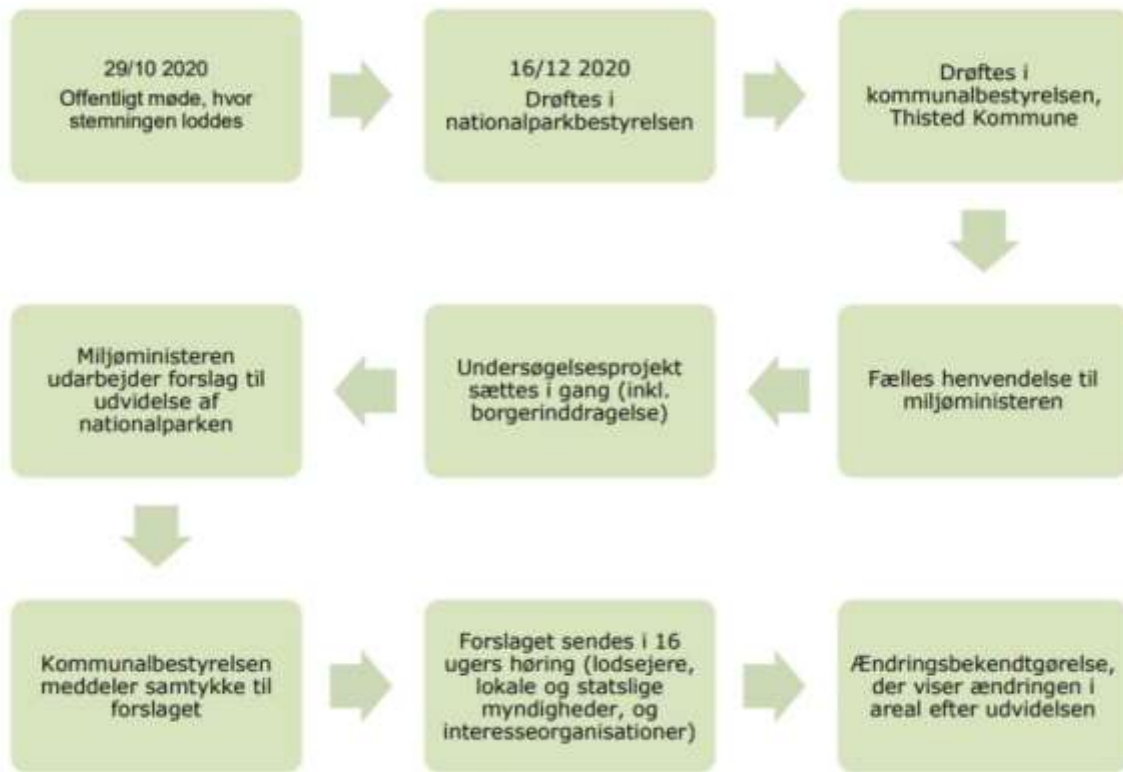 29/10 2020
Offentligt møde, hvor
stemningen loddes
16/12 2020
Drøftes i
nationalparkbestyrelsen
Drøftes i
kommunalbestyrelsen,
Thisted Kommune
Fælles henvendelse til
miljøministeren
Undersøgelsesprojekt
sættes i gang (inkl.
borgerinddragelse)
Miljøministeren
udarbejder forslag til
udvidelse af
nationalparken
Kommunalbestyrelsen
meddeler samtykke til
forslaget
Forslaget sendes i 16
ugers høring (lodsejere,
lokale og statslige
myndigheder, og
interesseorganisationer)
Ændringsbekendtgørelse,
der viser ændringen i
areal efter udvidelsen